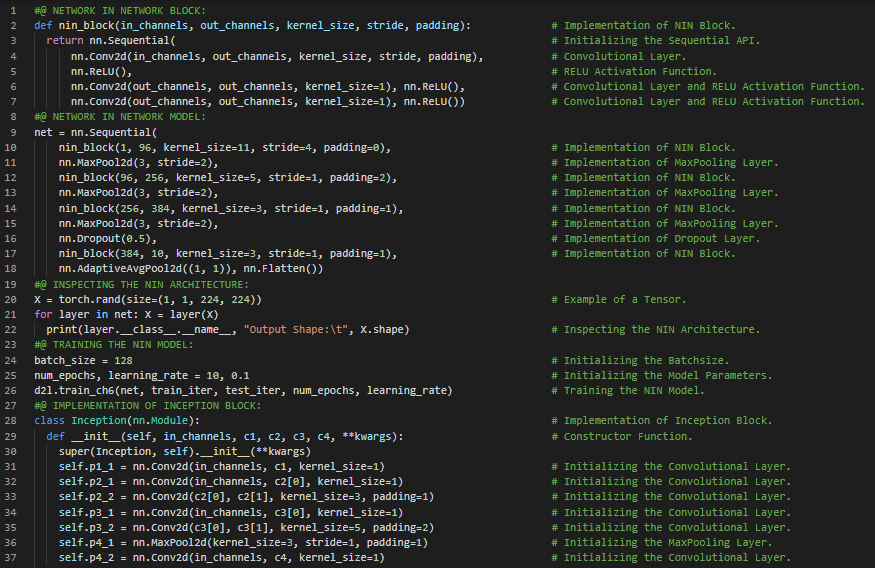 1 #@ NETWORK IN NETWORK BLOCK:
2 def nin_block(in_channels, out_channels, kernel_size, stride, padding): # Implementation of NIN Block.
3 return nn.Sequential( # Initializing the Sequential API.
4 nn.Conv2d(in_channels, out_channels, kernel_size, stride, padding), # Convolutional Layer.
5 nn.ReLU(), # RELU Activation Function.
6 nn.Conv2d(out_channels, out_channels, kernel_size=1), nn.ReLU(), # Convolutional Layer and RELU Activation Function.
7 nn.Conv2d(out_channels, out_channels, kernel_size=1), nn.ReLU()) # Convolutional Layer and RELU Activation Function.
8 #@ NETWORK IN NETWORK MODEL:
9 net = nn.Sequential(
10 nin_block(1, 96, kernel_size=11, stride=4, padding=0), # Implementation of NIN Block.
11 nn.MaxPool2d(3, stride=2), # Implementation of MaxPooling Layer.
12 nin_block(96, 256, kernel_size=5, stride=1, padding=2), # Implementation of NIN Block.
13 nn.MaxPool2d(3, stride=2), # Implementation of MaxPooling Layer.
14 nin_block(256, 384, kernel_size=3, stride=1, padding=1), # Implementation of NIN Block.
15 nn.MaxPool2d(3, stride=2), # Implementation of MaxPooling Layer.
16 nn.Dropout(0.5), # Implementation of Dropout Layer.
17 nin_block(384, 10, kernel_size=3, stride=1, padding=1), # Implementation of NIN Block.
18 nn.AdaptiveAvgPool2d((1, 1)), nn.Flatten())
19 #@ INSPECTING THE NIN ARCHITECTURE:
20 X = torch.rand(size=(1, 1, 224, 224)) # Example of a Tensor.
21 for layer in net: X = layer(X)
22 print(layer.__class__.__name__, "Output Shape:\t", X.shape) # Inspecting the NIN Architecture.
23 #@ TRAINING THE NIN MODEL:
24 batch_size = 128 # Initializing the Batchsize.
25 num_epochs, learning_rate = 10, 0.1 # Initializing the Model Parameters.
26 d2l.train_ch6(net, train_iter, test_iter, num_epochs, learning_rate) # Training the NIN Model.
27 #@ IMPLEMENTATION OF INCEPTION BLOCK:
28 class Inception(nn.Module): # Implementation of Inception Block.
29 def __init__(self, in_channels, c1, c2, c3, c4, **kwargs): # Constructor Function.
30 super(Inception, self).__init__(**kwargs)
31 self.p1_1 = nn.Conv2d(in_channels, c1, kernel_size=1) # Initializing the Convolutional Layer.
32 self.p2_1 = nn.Conv2d(in_channels, c2[0], kernel_size=1) # Initializing the Convolutional Layer.
33 self.p2_2 = nn.Conv2d(c2[0], c2[1], kernel_size=3, padding=1) # Initializing the Convolutional Layer.
34 self.p3_1 = nn.Conv2d(in_channels, c3[0], kernel_size=1) # Initializing the Convolutional Layer.
35 self.p3_2 = nn.Conv2d(c3[0], c3[1], kernel_size=5, padding=2) # Initializing the Convolutional Layer.
36 self.p4_1 = nn.MaxPool2d(kernel_size=3, stride=1, padding=1) # Initializing the MaxPooling Layer.
37 self.p4_2 = nn.Conv2d(in_channels, c4, kernel_size=1) # Initializing the Convolutional Layer.